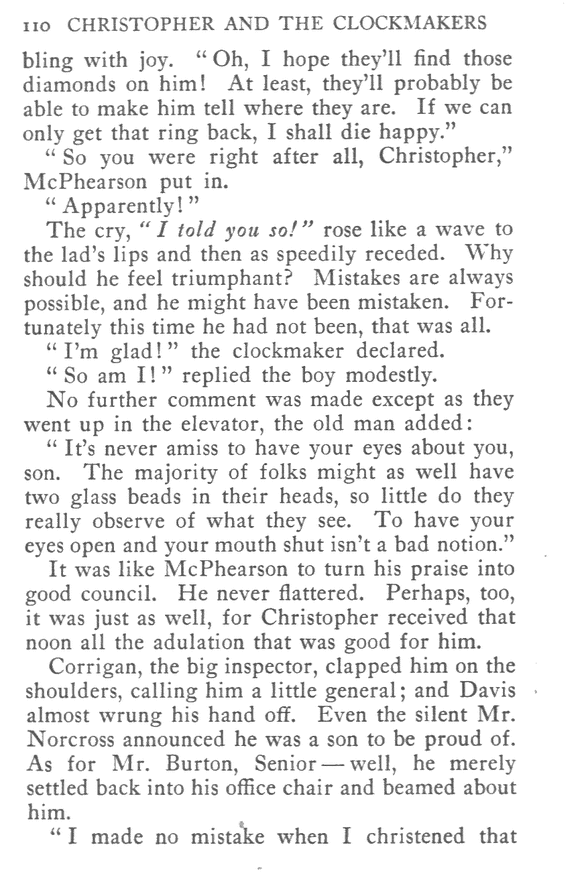 110 CHRISTOPHER AND THE CLOCKMAKERS
bling with joy. “ Oh, I hope they’ll find those
diamonds on him! At least, they’ll probably be
able to make him tell where they are. If we can
only get that ring back, I shall die happy.”
“ So you were right after all, Christopher,”
McPhearson put in.
“ Apparently! ”
The cry, “ I told you so! ” rose like a wave to
the lad’s lips and then as speedily receded. Why
should he feel triumphant? Mistakes are always
possible, and he might have been mistaken. For-
tunately this time he had not been, that was all.
“ I’m glad! ” the clockmaker declared.
“ So am I! ” replied the boy modestly.
No further comment was made except as they
went up in the elevator, the old man added:
“ It’s never amiss to have your eyes about you,
son. The majority of folks might as well have
two glass beads in their heads, so little do they
really observe of what they see. To have your
eyes open and your mouth shut isn’t a bad notion.”
It was like McPhearson to turn his praise into
good council. He never flattered. Perhaps, too,
it was just as well, for Christopher received that
noon all the adulation that was good for him.
Corrigan, the big inspector, clapped him on the
shoulders, calling him a little general; and Davis
almost wrung his hand off. Even the silent Mr.
Norcross announced he was a son to be proud of.
As for Mr. Burton, Senior — well, he merely
settled back into his office chair and beamed about
him.
“ I made no mistake when I christened that